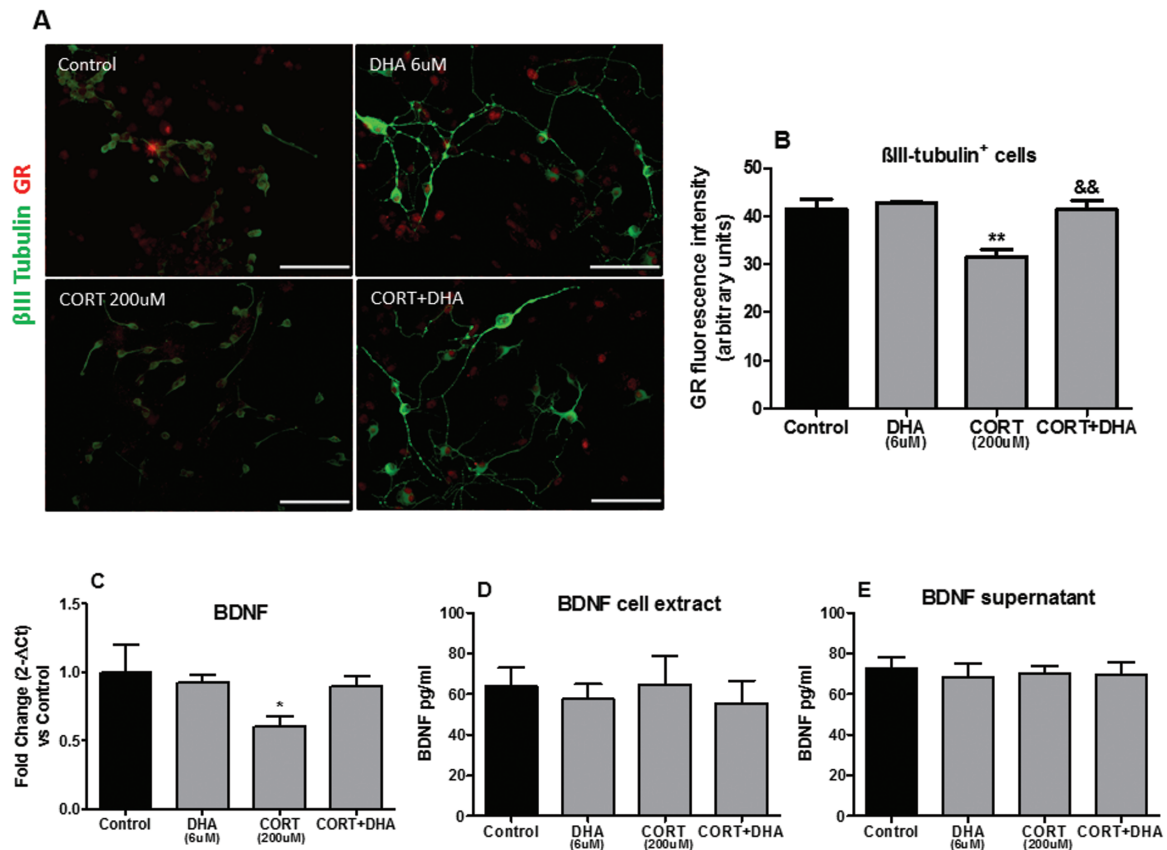 A
βIII Tubulin GR
Control
DHA 6uM
CORT 200uM
CORT+DHA
B
ßIII-tubulin+ cells
GR fluorescence intensity
(arbitrary units)
50
40
30
20
10
0
**
&&
Control
DHA
(6uM)
CORT
(200uM)
CORT+DHA
C
BDNF
Fold Change (2-ΔCt)
vs Control
1.5
1.0
0.5
0.0
*
Control
DHA
(6uM)
CORT
(200uM)
CORT+DHA
D
BDNF cell extract
BDNF pg/ml
100
80
60
40
20
0
Control
DHA
(6uM)
CORT
(200uM)
CORT+DHA
E
BDNF supernatant
BDNF pg/ml
100
80
60
40
20
0
Control
DHA
(6uM)
CORT
(200uM)
CORT+DHA